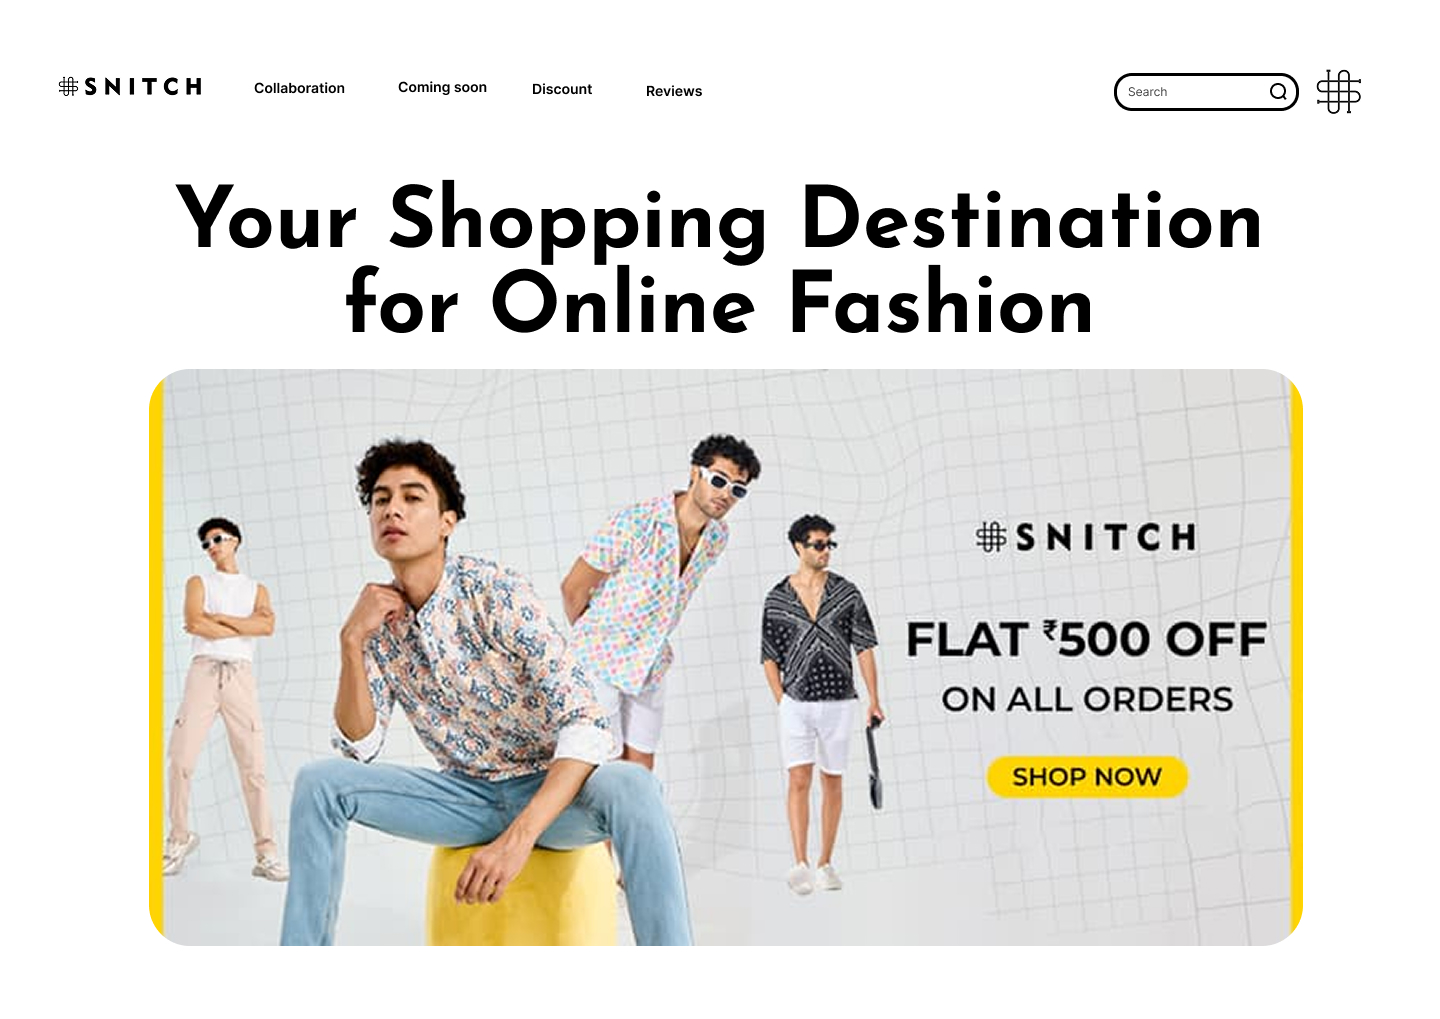 SNITCH
Collaboration
Coming soon
Discount
Reviews
Search
Your Shopping Destination
for Online Fashion
SNITCH
FLAT ₹500 OFF
ON ALL ORDERS
SHOP NOW